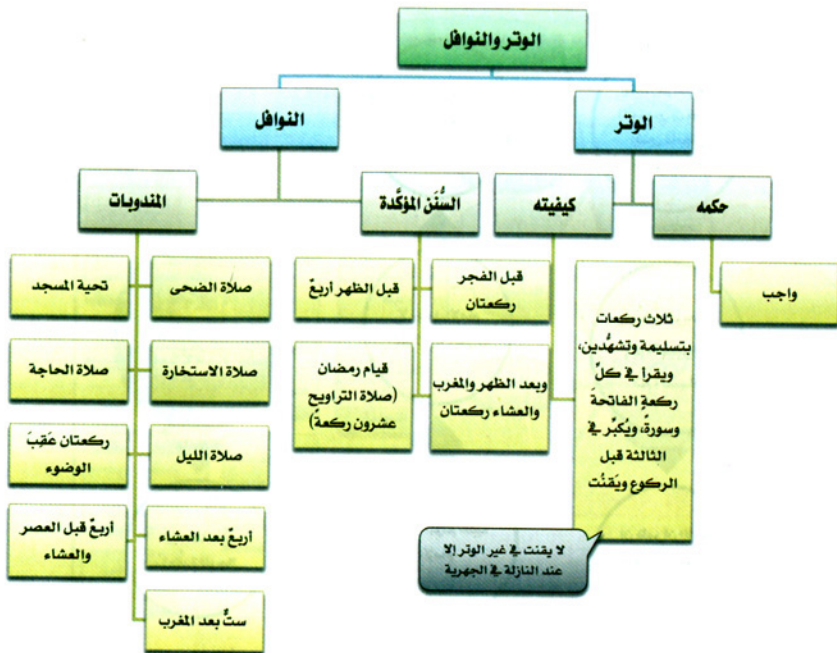 الوتر والنوافل
الوتر
النوافل
حكمه
كيفيته
السُّنَن المؤكَّدة
المندوبات
واجب
ثلاث ركعات
بتسليمة وتشهُّدين،
ويقرأ في كلِّ
ركعةٍ الفاتحةَ
وسورةً، ويُكبِّر في
الثالثة قبل
الركوع ويَقنُت
لا يقنت في غير الوتر إلا
عند النازلة في الجهرية
قبل الفجر
ركعتان
قبل الظهر أربعٌ
وبعد الظهر والمغرب
والعشاء ركعتان
قيام رمضان
(صلاة التراويح
عشرون ركعةً)
صلاة الضحى
تحية المسجد
صلاة الاستخارة
صلاة الحاجة
صلاة الليل
ركعتان عَقِبَ
الوضوء
أربعٌ بعد العشاء
أربعٌ قبل العصر
والعشاء
ستٌّ بعد المغرب